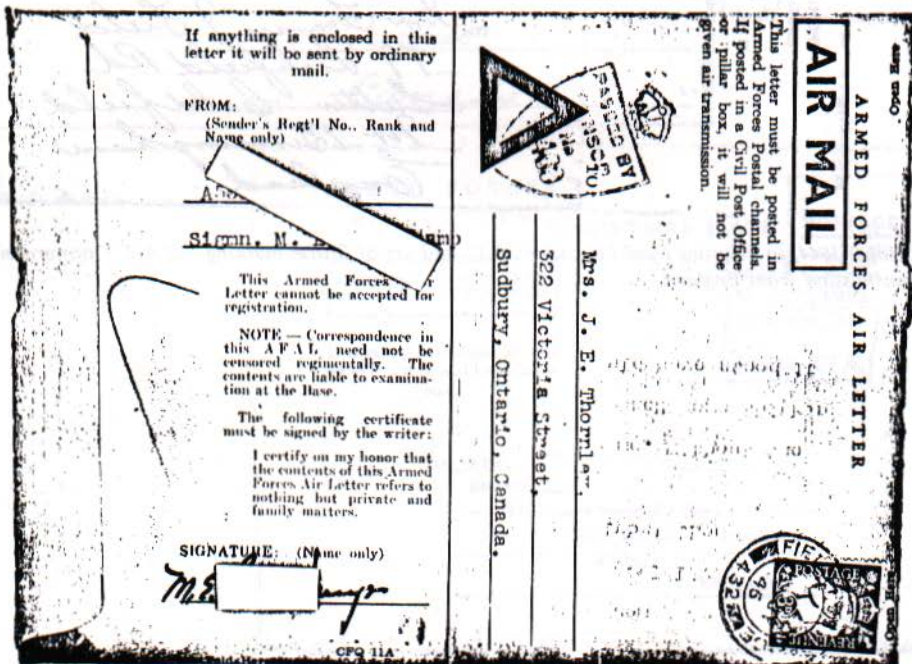 If anything is enclosed in this
letter it will be sent by ordinary
mail.
FROM:
(Sender's Regt'l No., Rank and
Name only)
Sigmn. M.
This Armed Forces
Letter cannot be accepted for
registration.
NOTE — Correspondence in
this A F A L need not be
censored regimentally. The
contents are liable to examina-
tion at the Base.
The following certificate
must be signed by the writer:
I certify on my honor that
the contents of this Armed
Forces Air Letter refers to
nothing but private and
family matters.
SIGNATURE: (Name only)
M.E.
CFQ 11A
ARMED FORCES AIR LETTER
AIR MAIL
This letter must be posted in
Armed Forces Postal channels.
If posted in a Civil Post Office
or pillar box, it will not be
given air transmission.
PASSED BY
No
Mrs. J. E. Thornley,
322 Victoria Street,
Sudbury, Ontario, Canada.
Open Here
POSTAGE
REVENUE